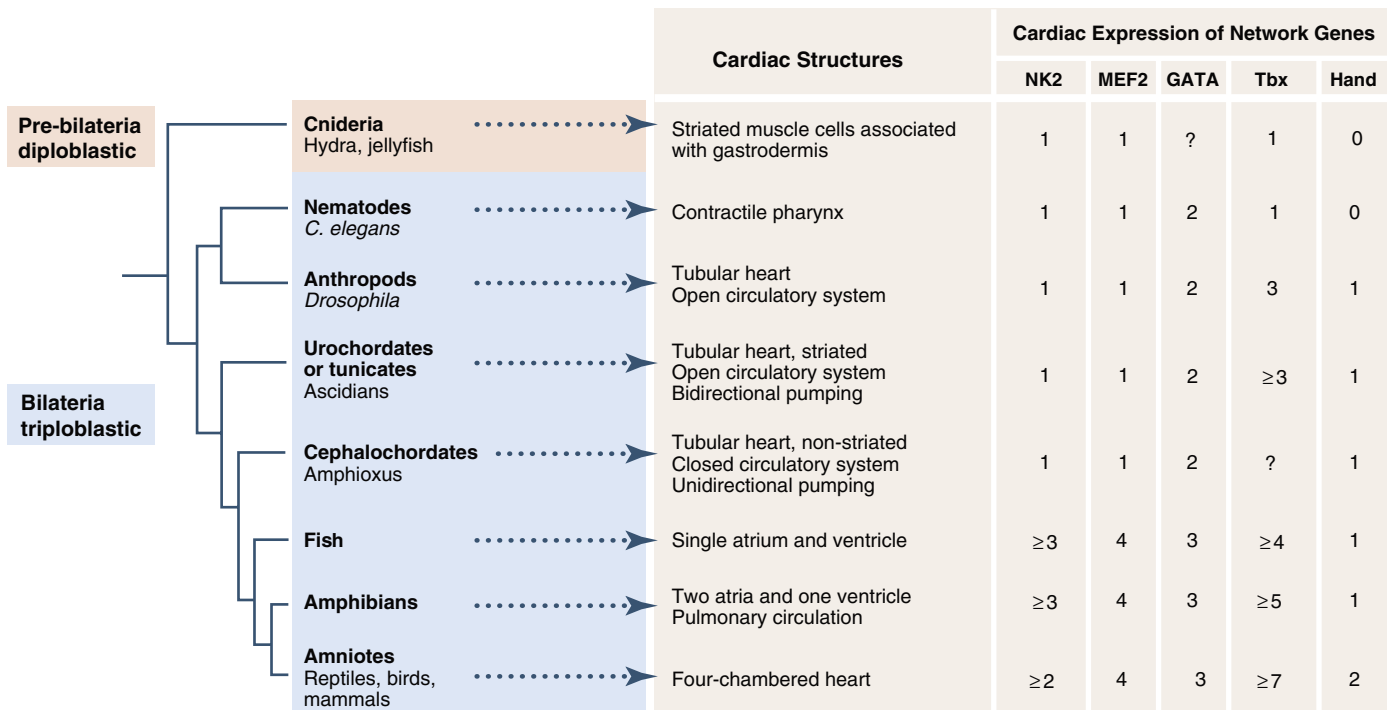 Cardiac Structures
Cardiac Expression of Network Genes
NK2 MEF2 GATA Tbx Hand
Pre-bilateria
diploblastic
Cnideria
Hydra, jellyfish
Striated muscle cells associated
with gastrodermis
1 1 ? 1 0
Nematodes
C. elegans
Contractile pharynx
1 1 2 1 0
Anthropods
Drosophila
Tubular heart
Open circulatory system
1 1 2 3 1
Urochordates
or tunicates
Ascidians
Tubular heart, striated
Open circulatory system
Bidirectional pumping
1 1 2 ≥3 1
Bilateria
triploblastic
Cephalochordates
Amphioxus
Tubular heart, non-striated
Closed circulatory system
Unidirectional pumping
1 1 2 ? 1
Fish
Single atrium and ventricle
≥3 4 3 ≥4 1
Amphibians
Two atria and one ventricle
Pulmonary circulation
≥3 4 3 ≥5 1
Amniotes
Reptiles, birds,
mammals
Four-chambered heart
≥2 4 3 ≥7 2